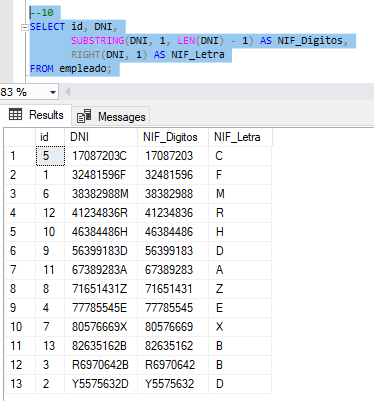 --10
SELECT id, DNI,
SUBSTRING(DNI, 1, LEN(DNI) - 1) AS NIF_Digitos,
RIGHT(DNI, 1) AS NIF_Letra
FROM empleado;
83 %
Results Messages
id DNI NIF_Digitos NIF_Letra
1 5 17087203C 17087203 C
2 1 32481596F 32481596 F
3 6 38382988M 38382988 M
4 12 41234836R 41234836 R
5 10 46384486H 46384486 H
6 9 56399183D 56399183 D
7 11 67389283A 67389283 A
8 8 71651431Z 71651431 Z
9 4 77785545E 77785545 E
10 7 80576669X 80576669 X
11 13 82635162B 82635162 B
12 3 R6970642B R6970642 B
13 2 Y5575632D Y5575632 D